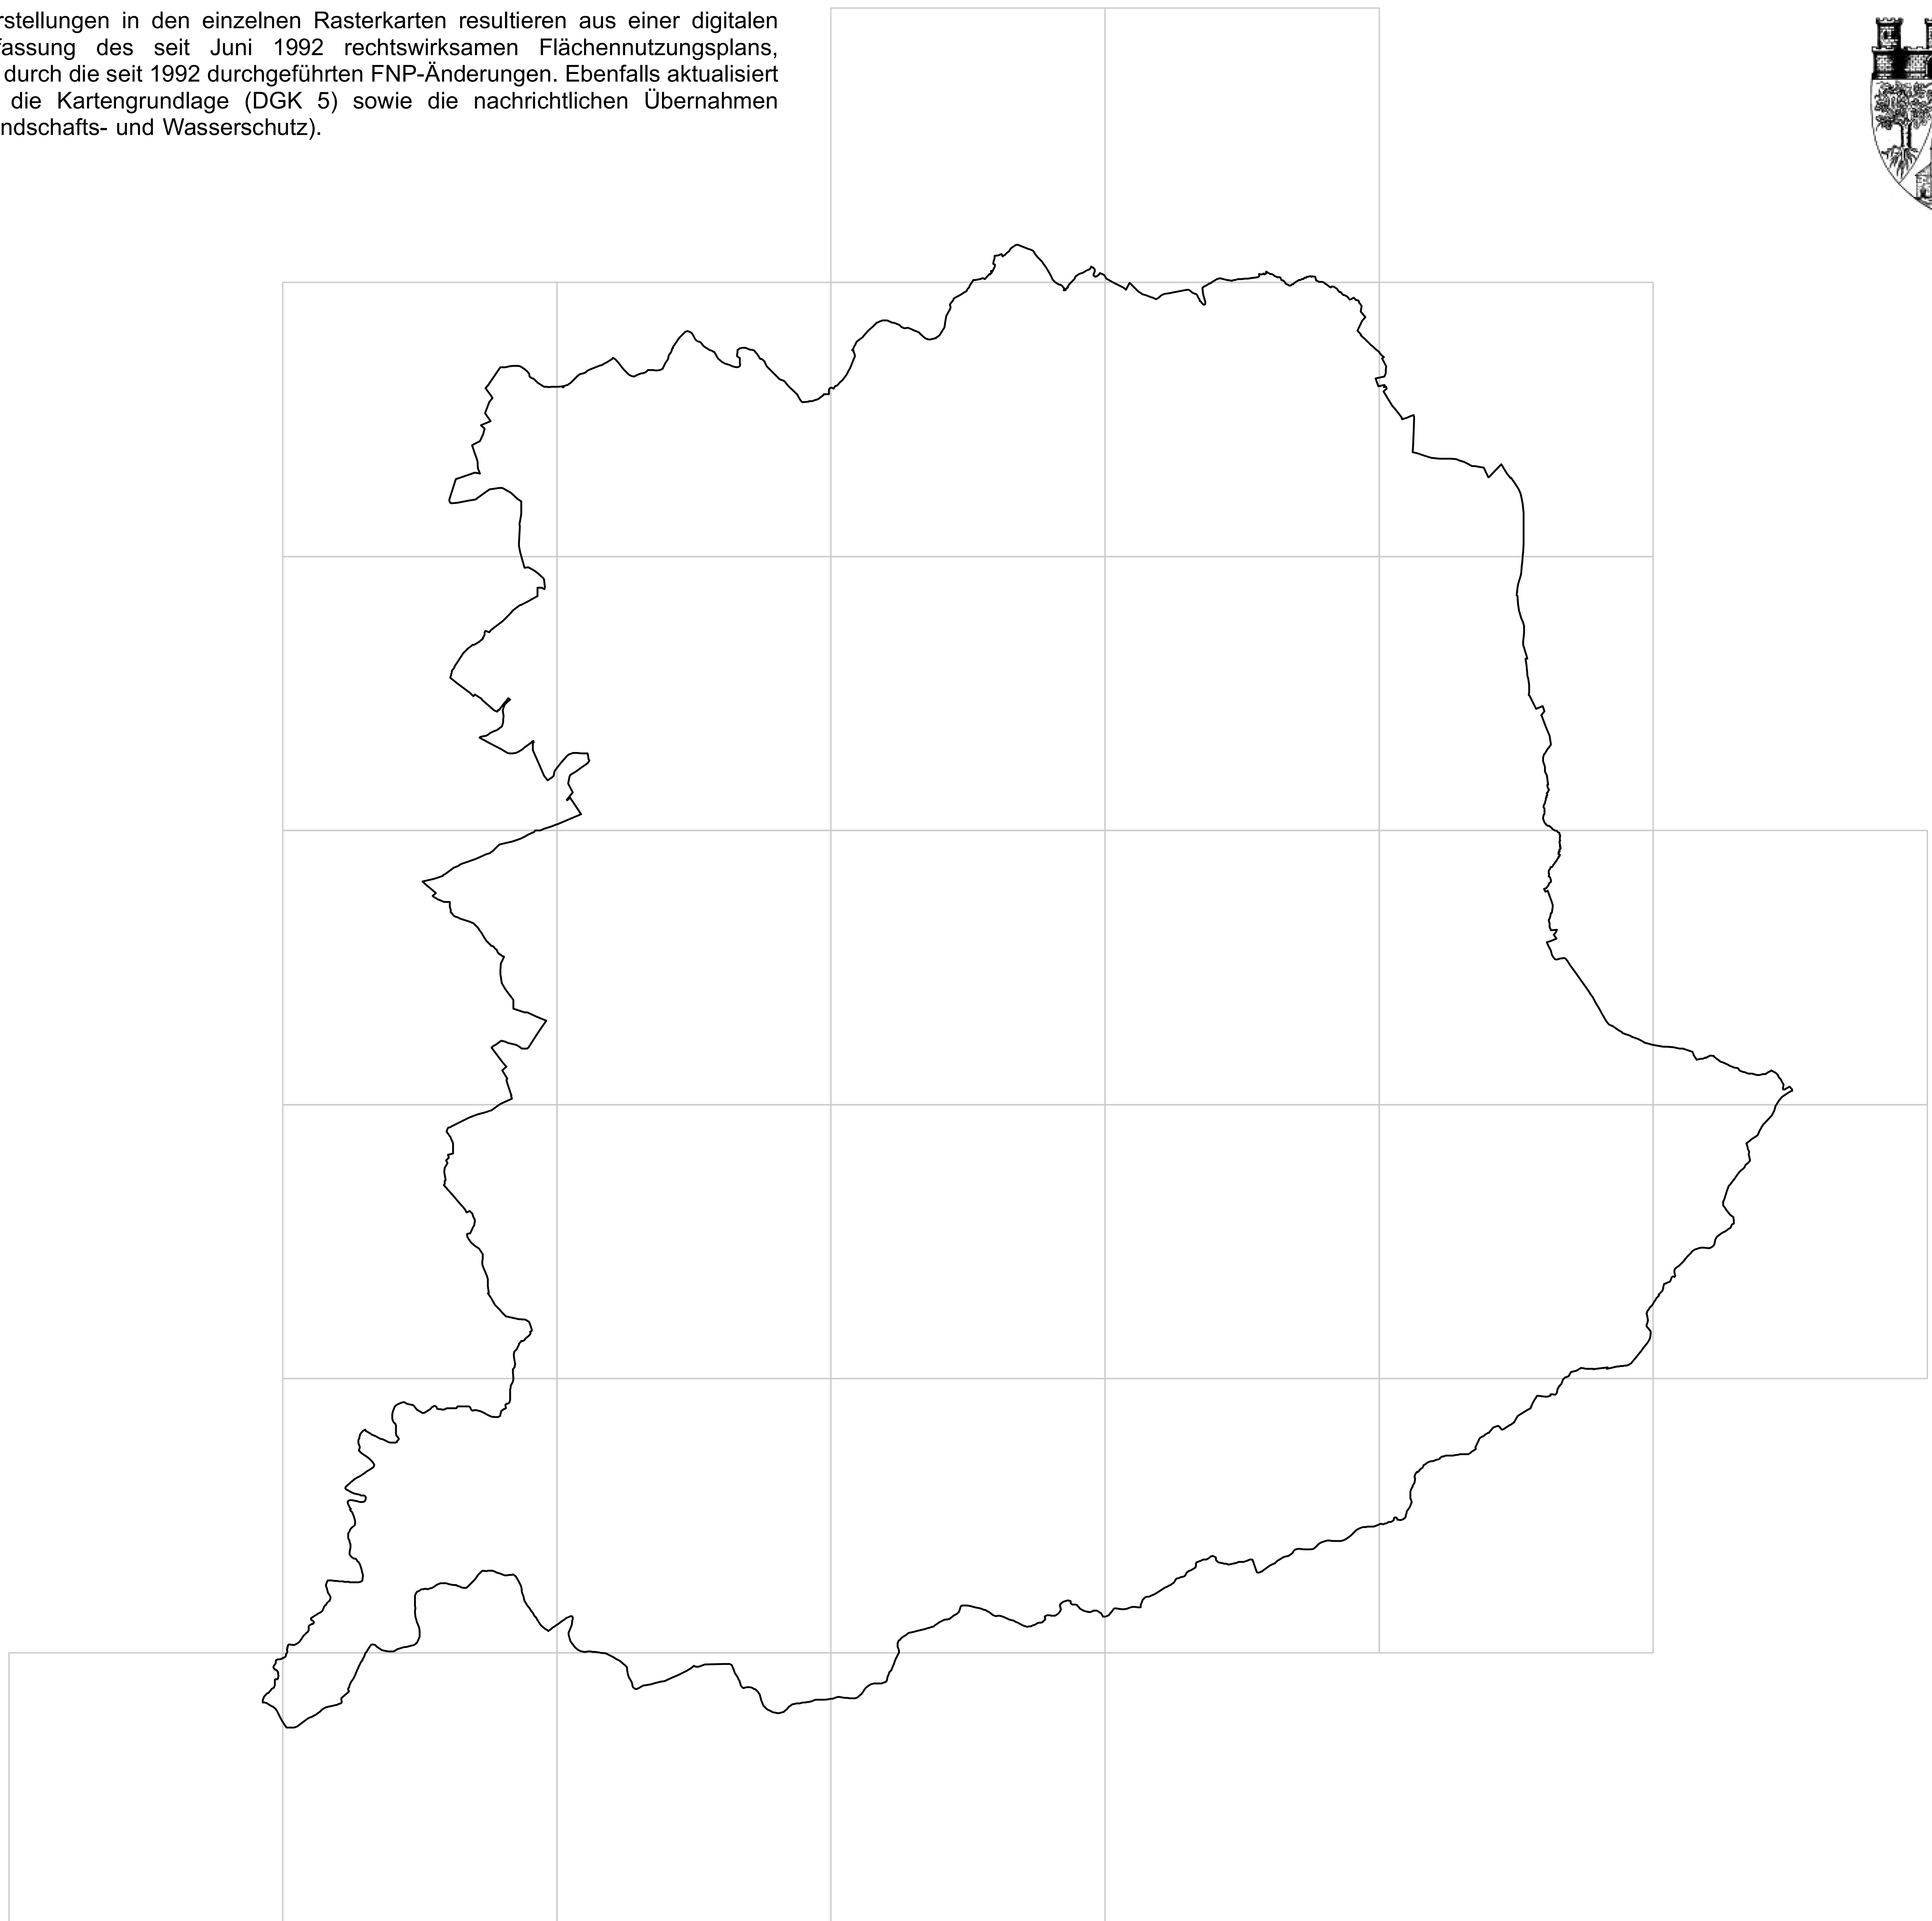 rstellungen in den einzelnen Rasterkarten resultieren aus einer digitalen
fassung des seit Juni 1992 rechtswirksamen Flächennutzungsplans,
durch die seit 1992 durchgeführten FNP-Änderungen. Ebenfalls aktualisiert
die Kartengrundlage (DGK 5) sowie die nachrichtlichen Übernahmen
ndschafts- und Wasserschutz).